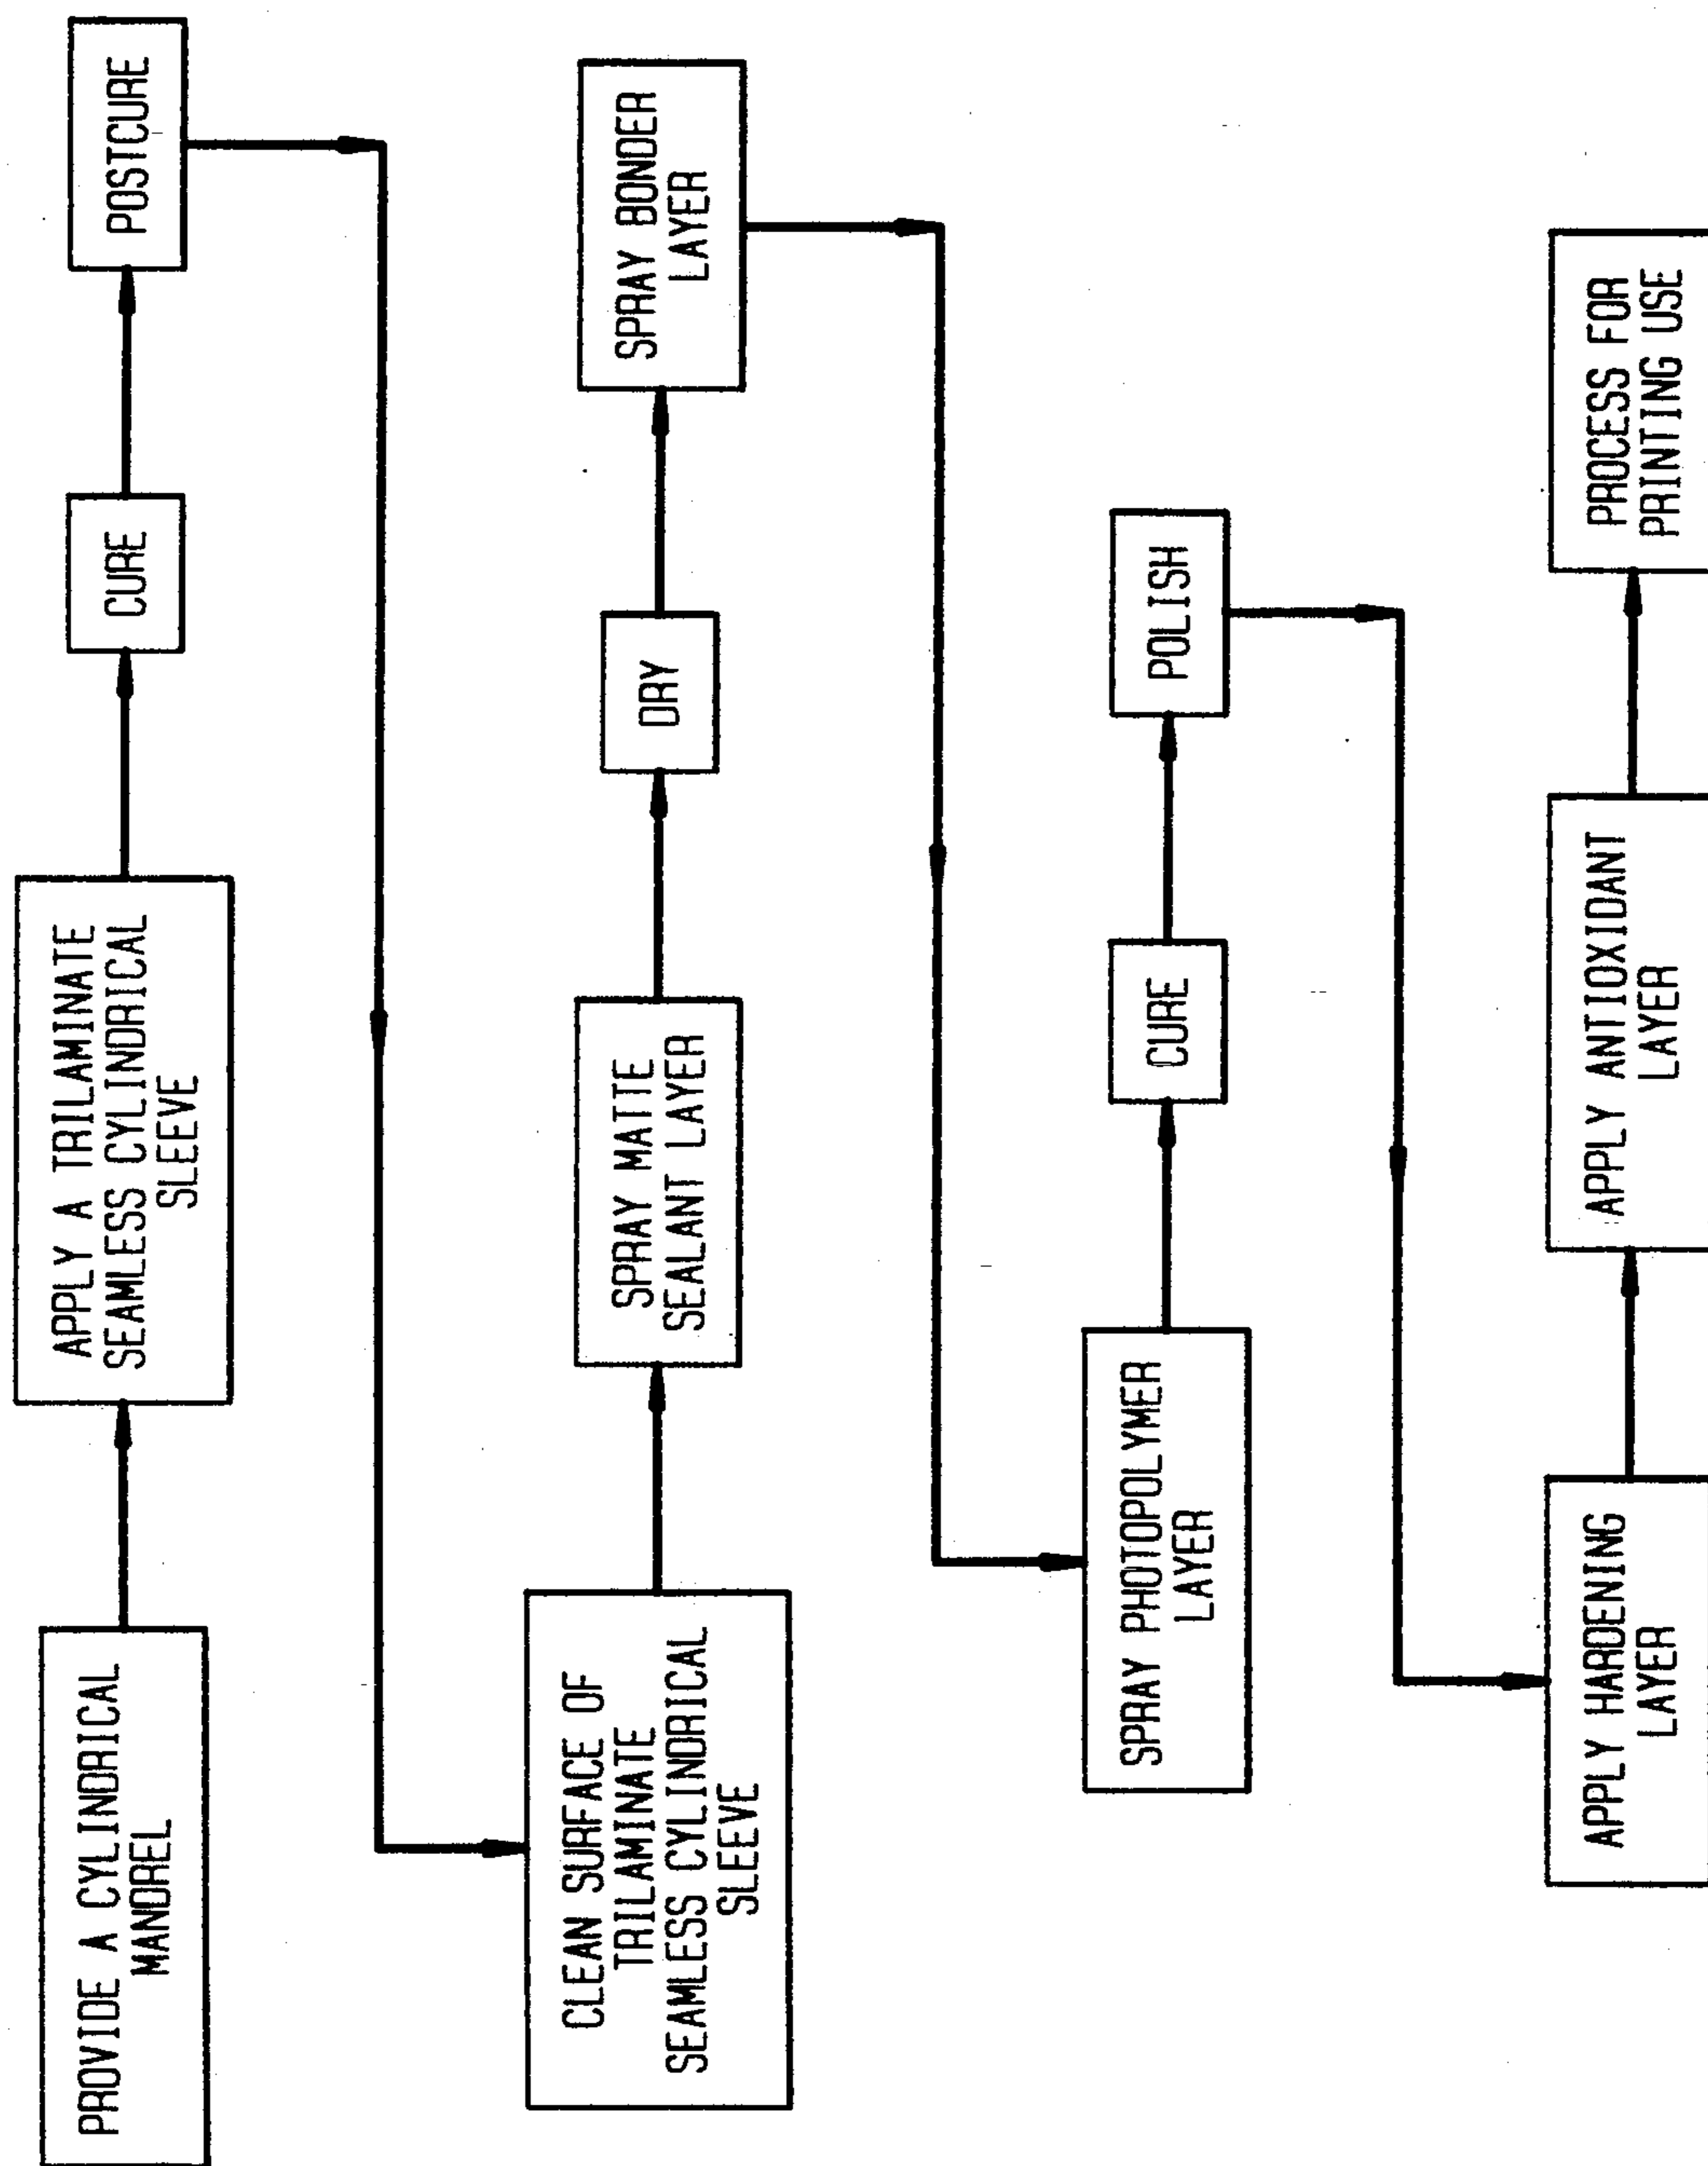 PROVIDE A CYLINDRICAL
MANDREL
APPLY A TRILAMINATE
SEAMLESS CYLINDRICAL
SLEEVE
CURE
POSTCURE
CLEAN SURFACE OF
TRILAMINATE
SEAMLESS CYLINDRICAL
SLEEVE
SPRAY MATTE
SEALANT LAYER
DRY
SPRAY BONDER
LAYER
SPRAY PHOTOPOLYMER
LAYER
CURE
POLISH
APPLY HARDENING
LAYER
APPLY ANTIOXIDANT
LAYER
PROCESS FOR
PRINTING USE